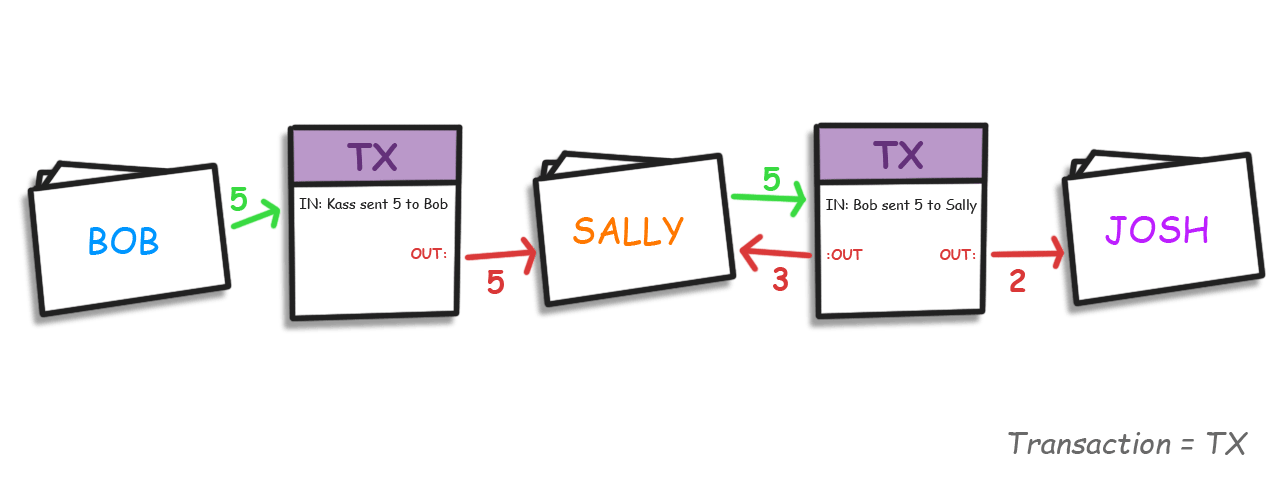 BOB
5
TX
IN: Kass sent 5 to Bob
OUT:
5
SALLY
5
3
TX
IN: Bob sent 5 to Sally
:OUT OUT:
2
JOSH
Transaction = TX